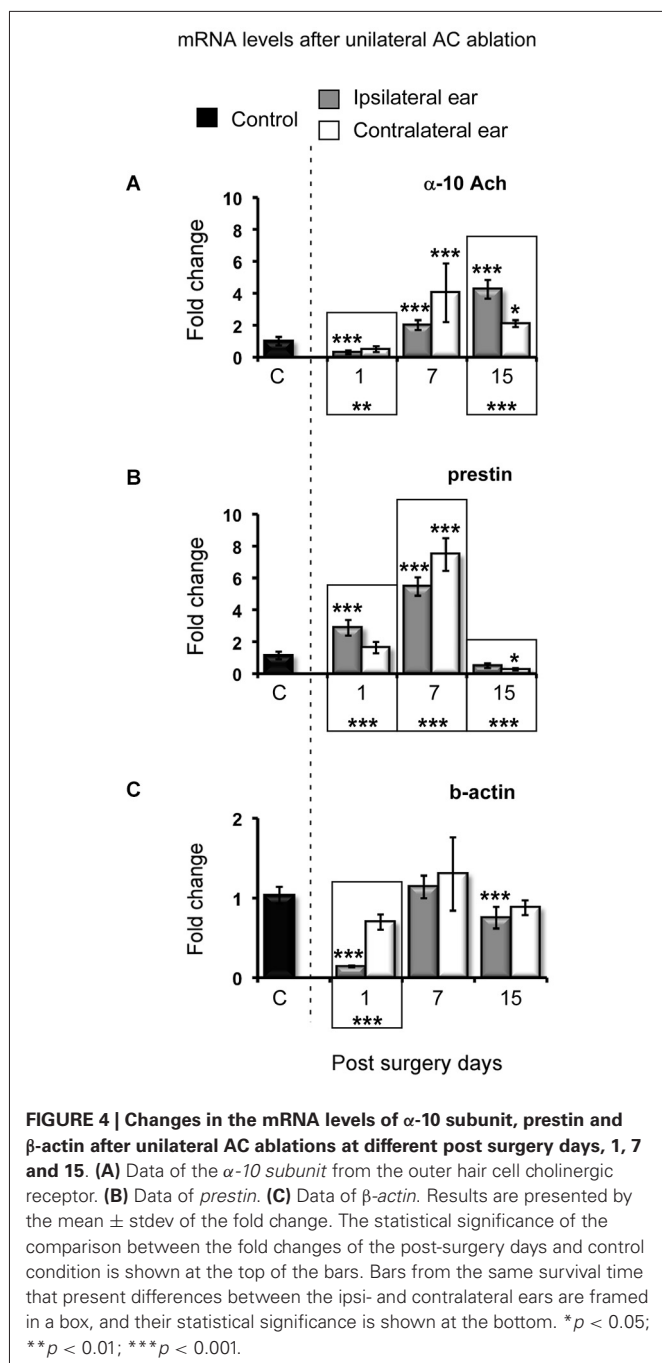 mRNA levels after unilateral AC ablation
Control
Ipsilateral ear
Contralateral ear
A
α-10 Ach
Fold change
10
8
6
4
2
0
***
***
***
***
*
C
1
7
15
**
***
B
prestin
Fold change
10
8
6
4
2
0
***
***
***
*
C
1
7
15
***
***
***
C
b-actin
Fold change
2
1
0
***
***
C
1
7
15
***
Post surgery days
FIGURE 4 | Changes in the mRNA levels of α-10 subunit, prestin and
β-actin after unilateral AC ablations at different post surgery days, 1, 7
and 15. (A) Data of the α-10 subunit from the outer hair cell cholinergic
receptor. (B) Data of prestin. (C) Data of β-actin. Results are presented by
the mean ± stdev of the fold change. The statistical significance of the
comparison between the fold changes of the post-surgery days and control
condition is shown at the top of the bars. Bars from the same survival time
that present differences between the ipsi- and contralateral ears are framed
in a box, and their statistical significance is shown at the bottom. *p < 0.05;
**p < 0.01; ***p < 0.001.